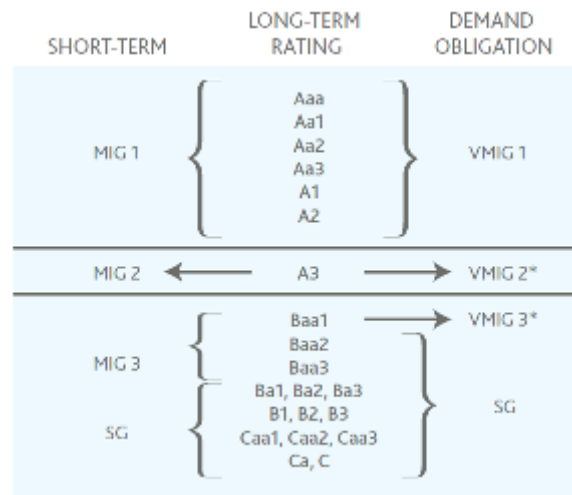 SHORT-TERM
LONG-TERM
RATING
DEMAND
OBLIGATION
Aaa
Aa1
Aa2
MIG 1
VMIG 1
Aa3
A1
A2
MIG 2
A3
VMIG 2*
Baa1
VMIG 3*
Baa2
MIG 3
Baa3
Ba1, Ba2, Ba3
SG
B1, B2, B3
SG
Caa1, Caa2, Caa3
Ca, C